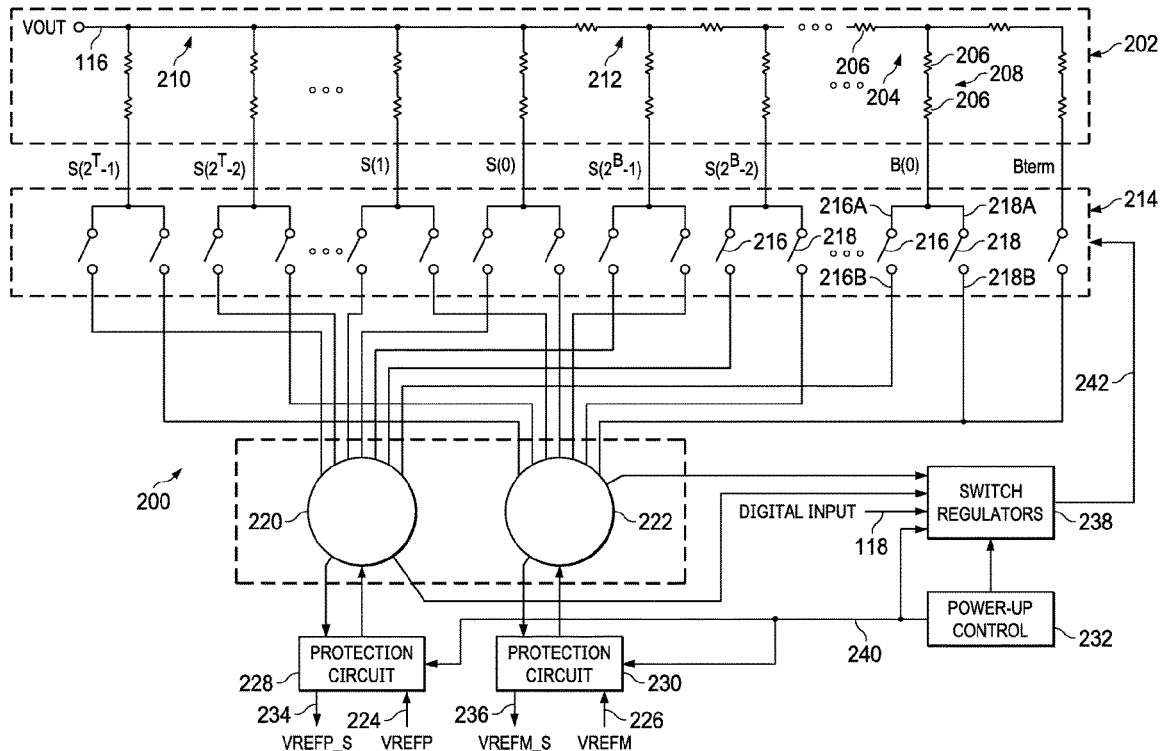 VOUT
116
210
212
206
204
206
208
206
202
S(2^T-1)
S(2^T-2)
S(1)
S(0)
S(2^B-1)
S(2^B-2)
B(0)
Bterm
216A
218A
214
216
218
216
218
216B
218B
242
200
220
222
DIGITAL INPUT
118
SWITCH
REGULATORS
238
POWER-UP
CONTROL
232
240
PROTECTION
CIRCUIT
228
PROTECTION
CIRCUIT
230
234
224
236
226
VREFP_S
VREFP
VREFM_S
VREFM